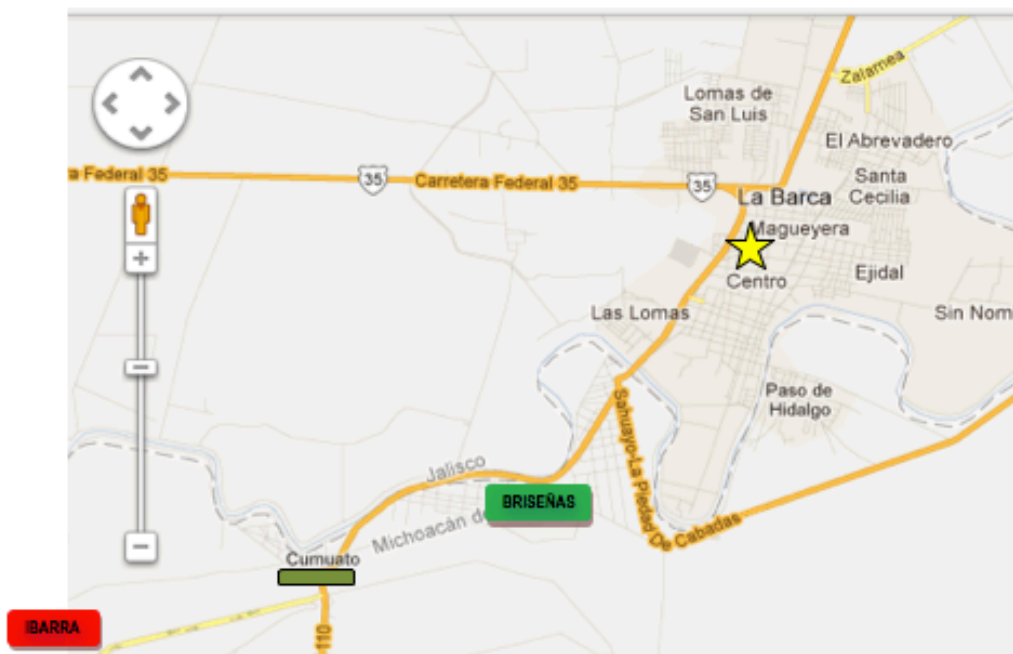 Zalamea
Lomas de
San Luis
El Abrevadero
ra Federal 35
35
Carretera Federal 35
35
Santa
Cecilia
La Barca
Magueyera
Centro
Ejidal
Las Lomas
Sin Nom
Paso de
Hidalgo
Sahuayo-La Piedad De Cabadas
Jalisco
BRISEÑAS
Michoacán de
Cumuato
IBARRA
110